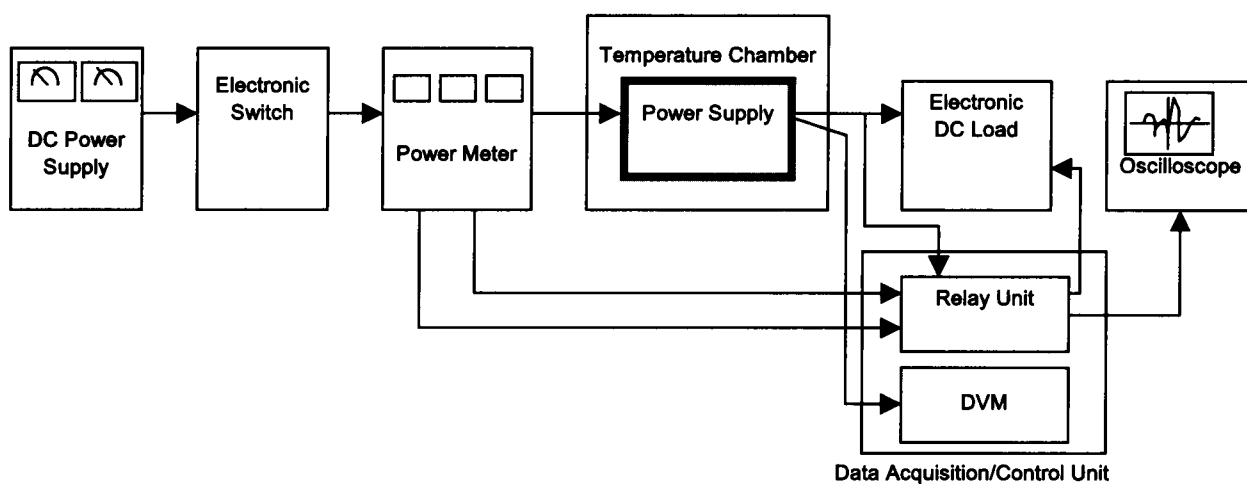 DC Power
Supply
Electronic
Switch
Power Meter
Temperature Chamber
Power Supply
Electronic
DC Load
Oscilloscope
Relay Unit
DVM
Data Acquisition/Control Unit